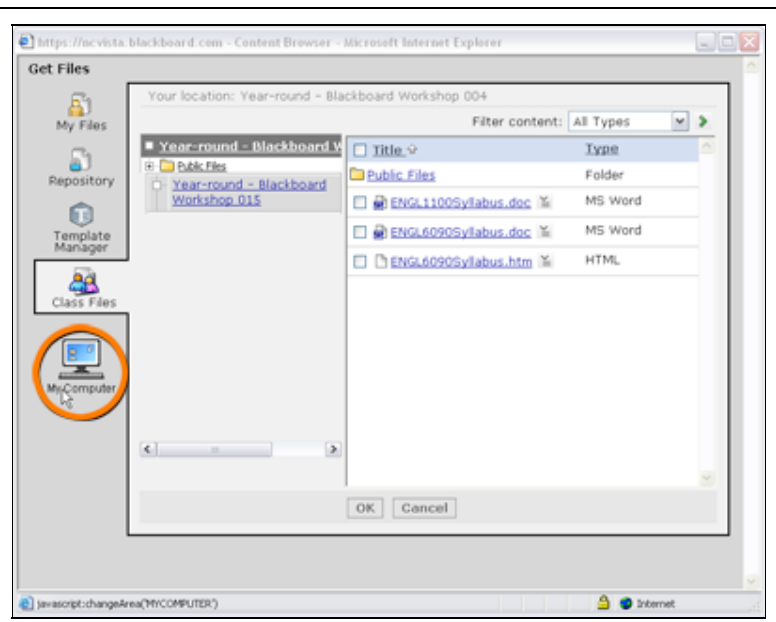 https://ncvista.blackboard.com - Content Browser - Microsoft Internet Explorer
Get Files
My Files
Repository
Template
Manager
Class Files
My Computer
Your location: Year-round - Blackboard Workshop 004
Filter content: All Types
Year-round - Blackboard W
Public Files
Year-round - Blackboard
Workshop 015
Title Type
Public Files Folder
ENGL1100Syllabus.doc MS Word
ENGL6090Syllabus.doc MS Word
ENGL6090Syllabus.htm HTML
OK Cancel
javascript:changeArea('MYCOMPUTER') Internet